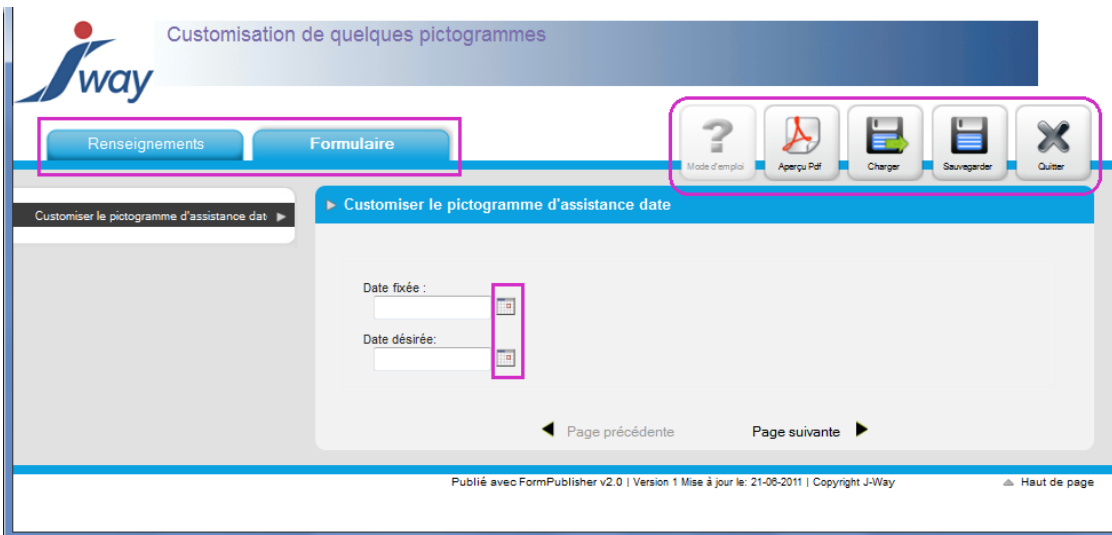 Customisation de quelques pictogrammes
Jway
Renseignements
Formulaire
Mode d'emploi
Aperçu Pdf
Charger
Sauvegarder
Quitter
Customiser le pictogramme d'assistance dat
Customiser le pictogramme d'assistance date
Date fixée :
Date désirée:
Page précédente
Page suivante
Publié avec FormPublisher v2.0 | Version 1 Mise à jour le: 21-06-2011 | Copyright J-Way
Haut de page